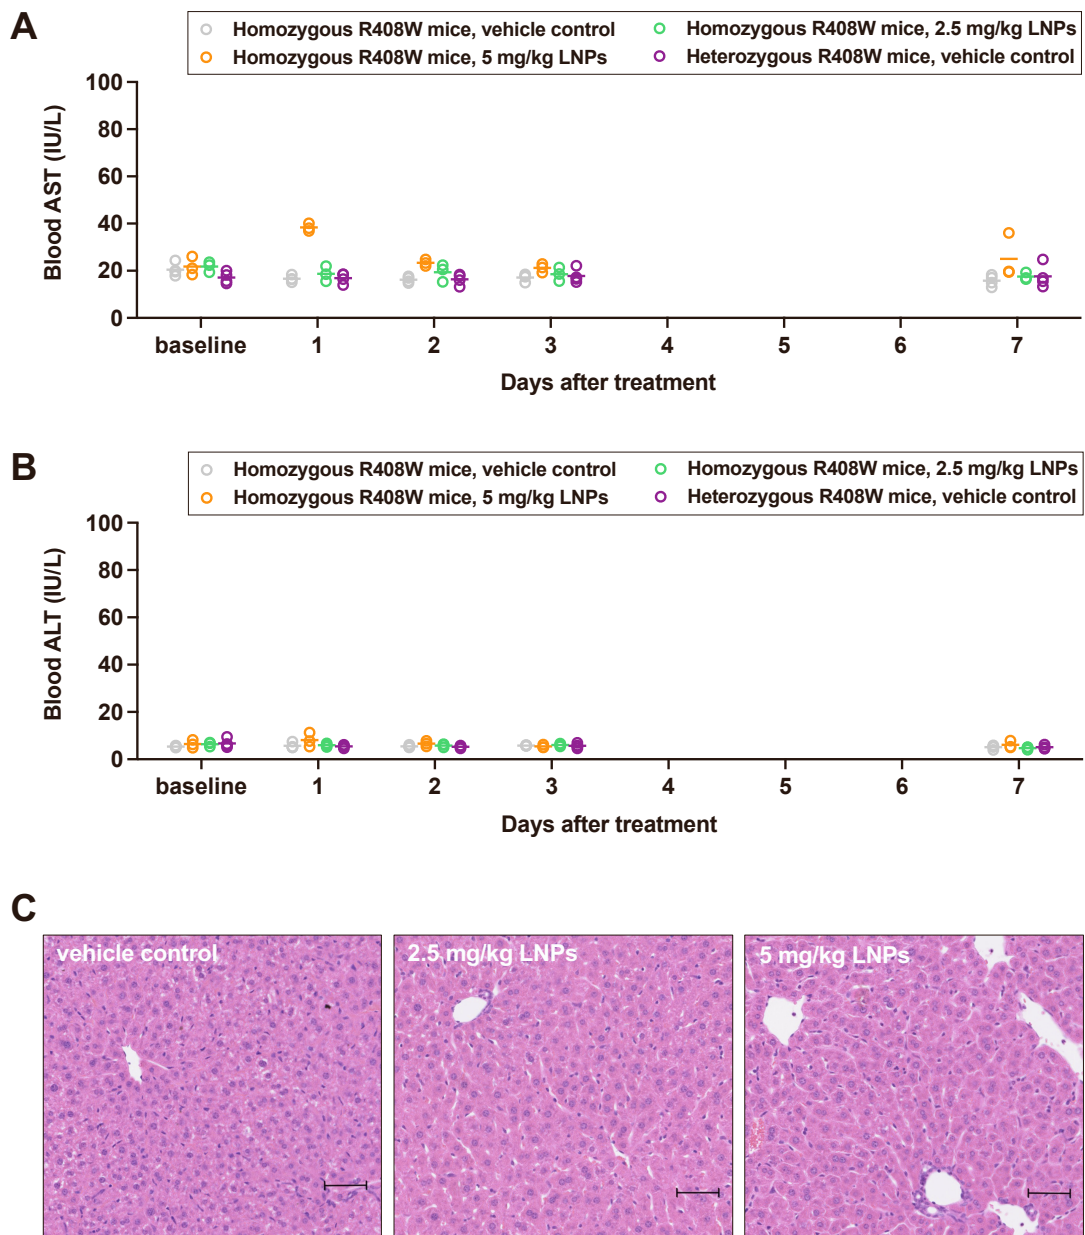 A
Homozygous R408W mice, vehicle control
Homozygous R408W mice, 2.5 mg/kg LNPs
Homozygous R408W mice, 5 mg/kg LNPs
Heterozygous R408W mice, vehicle control
Blood AST (IU/L)
100
80
60
40
20
0
baseline 1 2 3 4 5 6 7
Days after treatment
B
Homozygous R408W mice, vehicle control
Homozygous R408W mice, 2.5 mg/kg LNPs
Homozygous R408W mice, 5 mg/kg LNPs
Heterozygous R408W mice, vehicle control
Blood ALT (IU/L)
100
80
60
40
20
0
baseline 1 2 3 4 5 6 7
Days after treatment
C
vehicle control
2.5 mg/kg LNPs
5 mg/kg LNPs